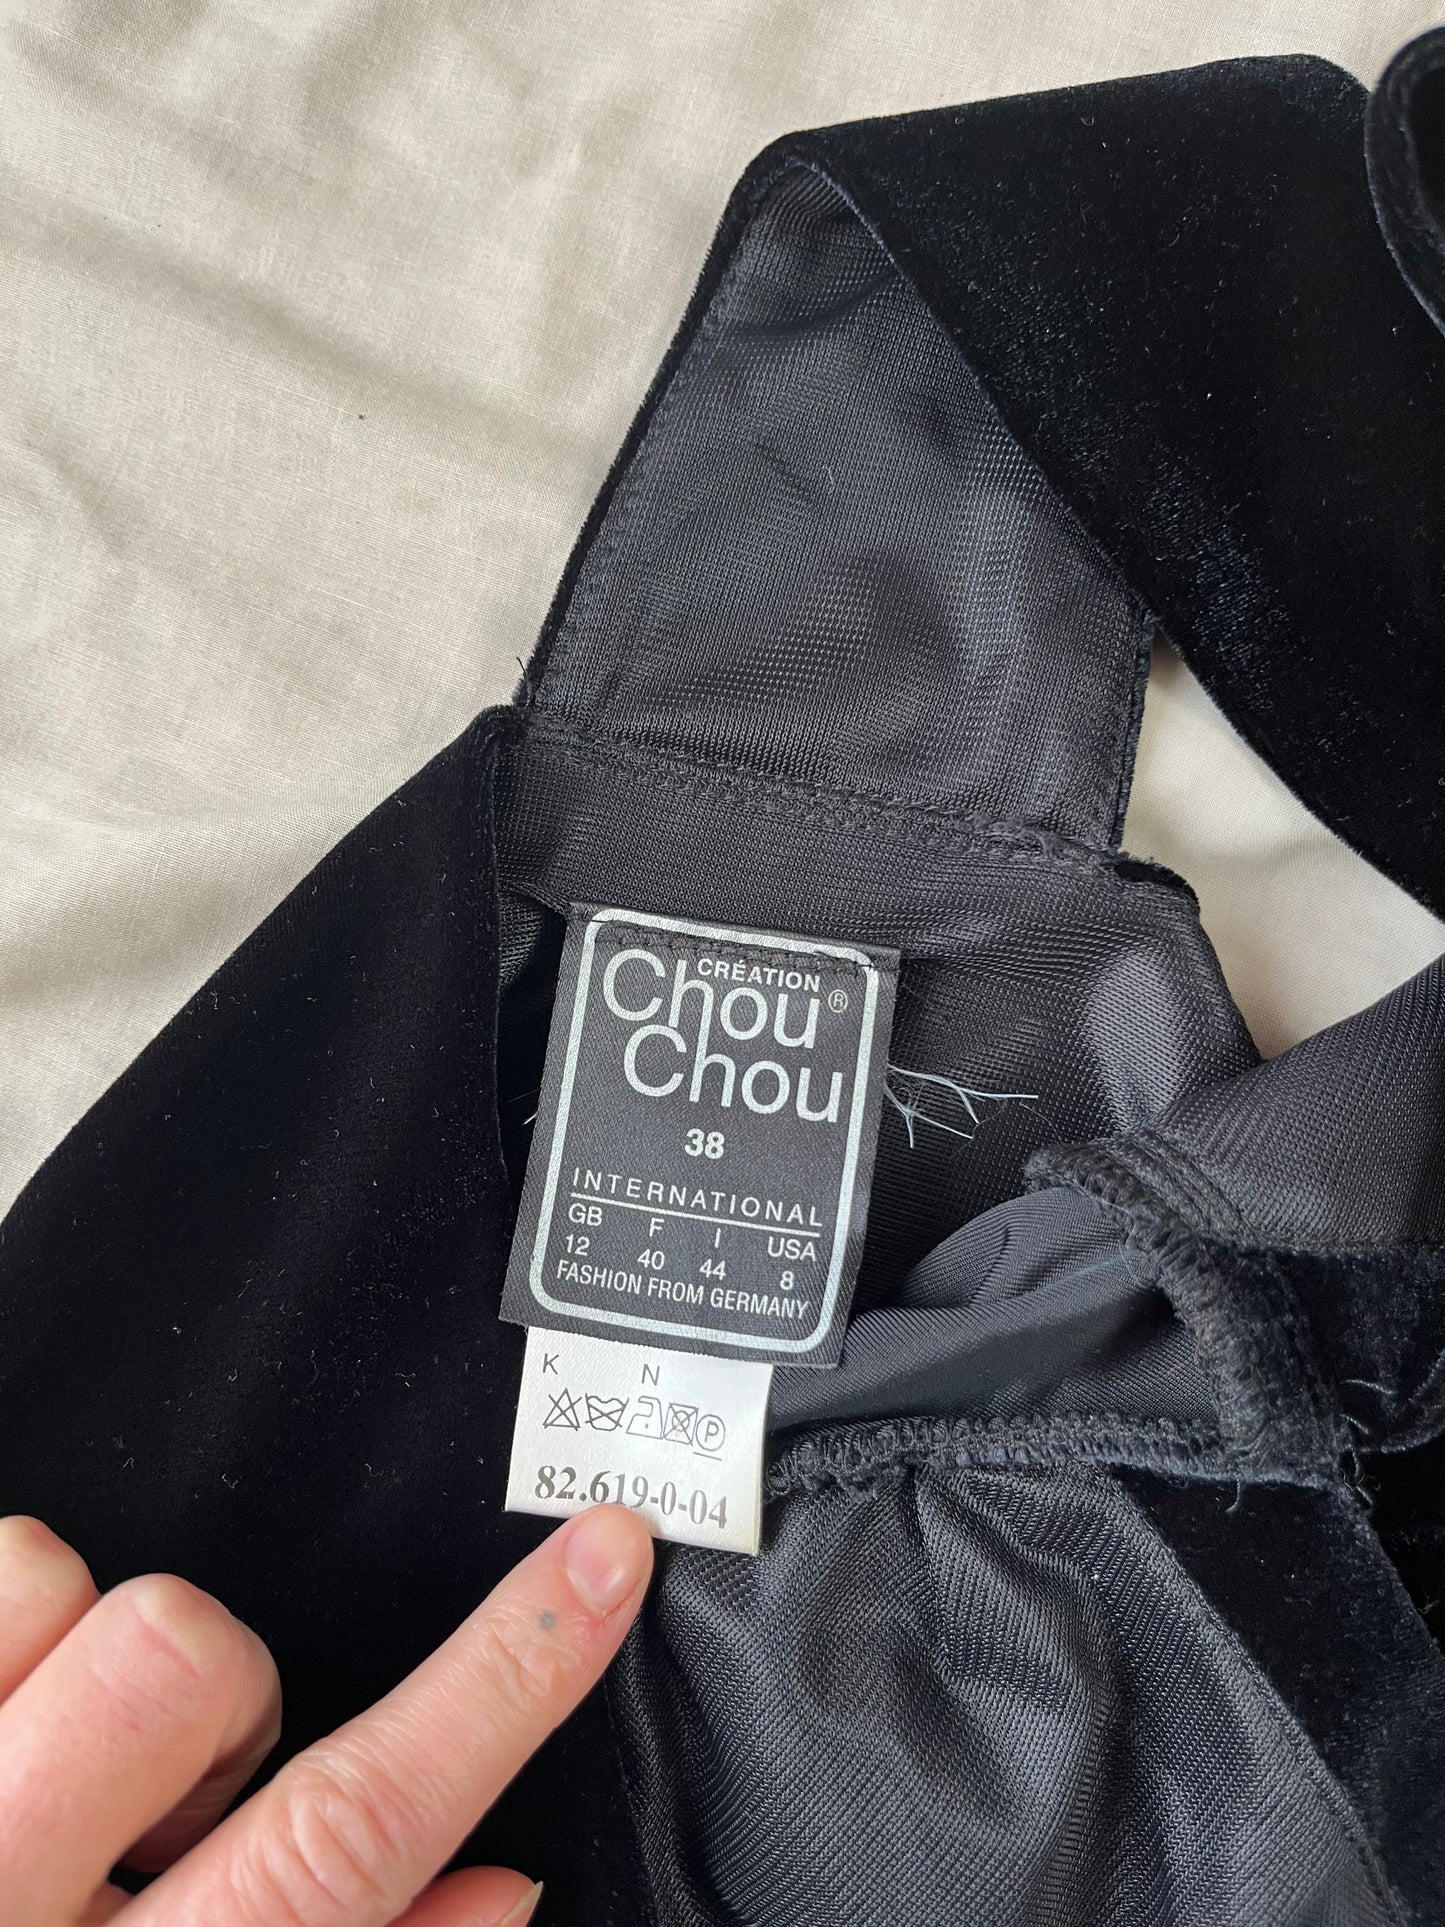 CRÉATION
Chou®
Chou
38
INTERNATIONAL
GB F I USA
12 40 44 8
FASHION FROM GERMANY
K N
P
82.619-0-04